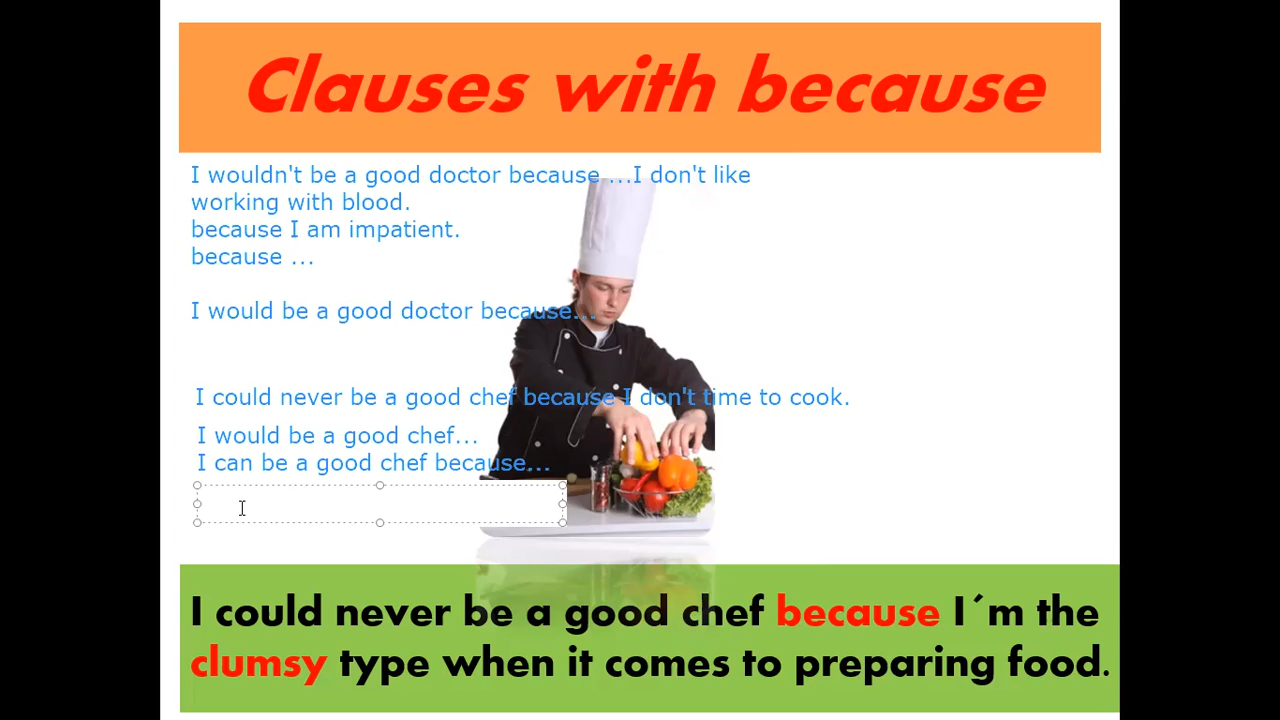 Clauses with because
I wouldn't be a good doctor because ...I don't like
working with blood.
because I am impatient.
because ...
I would be a good doctor because...
I could never be a good chef because I don't time to cook.
I would be a good chef...
I can be a good chef because...
I could never be a good chef because I´m the
clumsy type when it comes to preparing food.